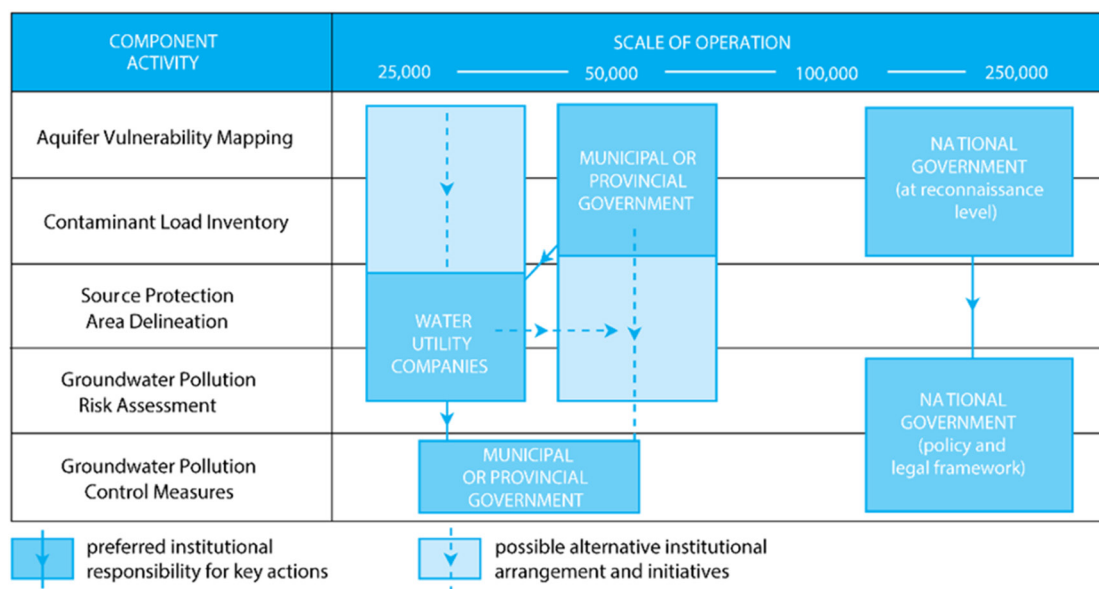 COMPONENT
ACTIVITY
SCALE OF OPERATION
25,000
50,000
100,000
250,000
Aquifer Vulnerability Mapping
MUNICIPAL OR
PROVINCIAL
GOVERNMENT
NATIONAL
GOVERNMENT
(at reconnaissance
level)
Contaminant Load Inventory
Source Protection
Area Delineation
WATER
UTILITY
COMPANIES
Groundwater Pollution
Risk Assessment
NATIONAL
GOVERNMENT
(policy and
legal framework)
Groundwater Pollution
Control Measures
MUNICIPAL
OR PROVINCIAL
GOVERNMENT
preferred institutional
responsibility for key actions
possible alternative institutional
arrangement and initiatives